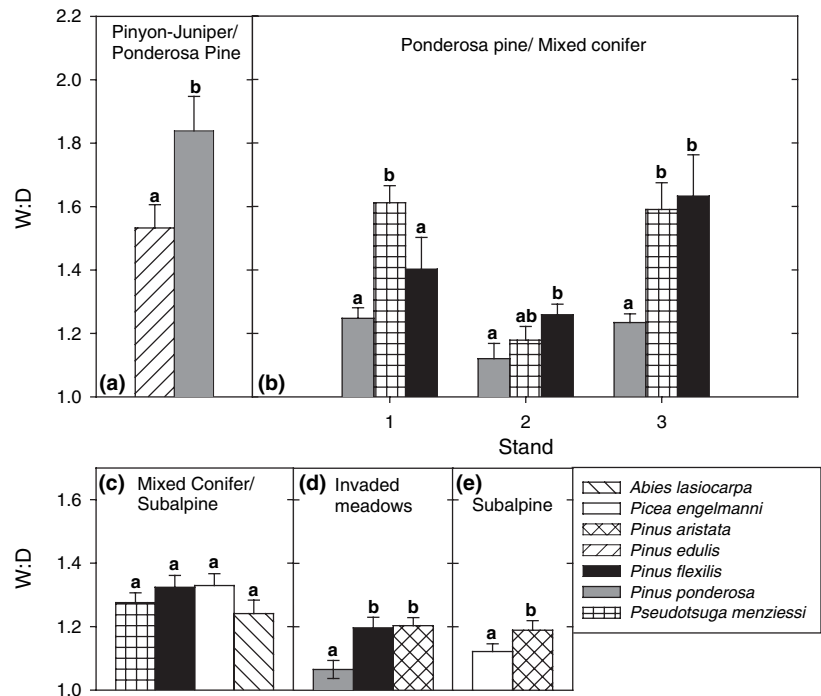 2.2
2.0
1.8
1.6
1.4
1.2
1.0
W:D
Pinyon-Juniper/
Ponderosa Pine
a
b
(a)
Ponderosa pine/ Mixed conifer
a
b
a
a
ab
b
a
b
b
(b)
1
2
3
Stand
1.6
1.4
1.2
1.0
W:D
(c) Mixed Conifer/
Subalpine
a
a
a
a
(d) Invaded
meadows
a
b
b
(e)
Subalpine
a
b
Abies lasiocarpa
Picea engelmanni
Pinus aristata
Pinus edulis
Pinus flexilis
Pinus ponderosa
Pseudotsuga menziessi